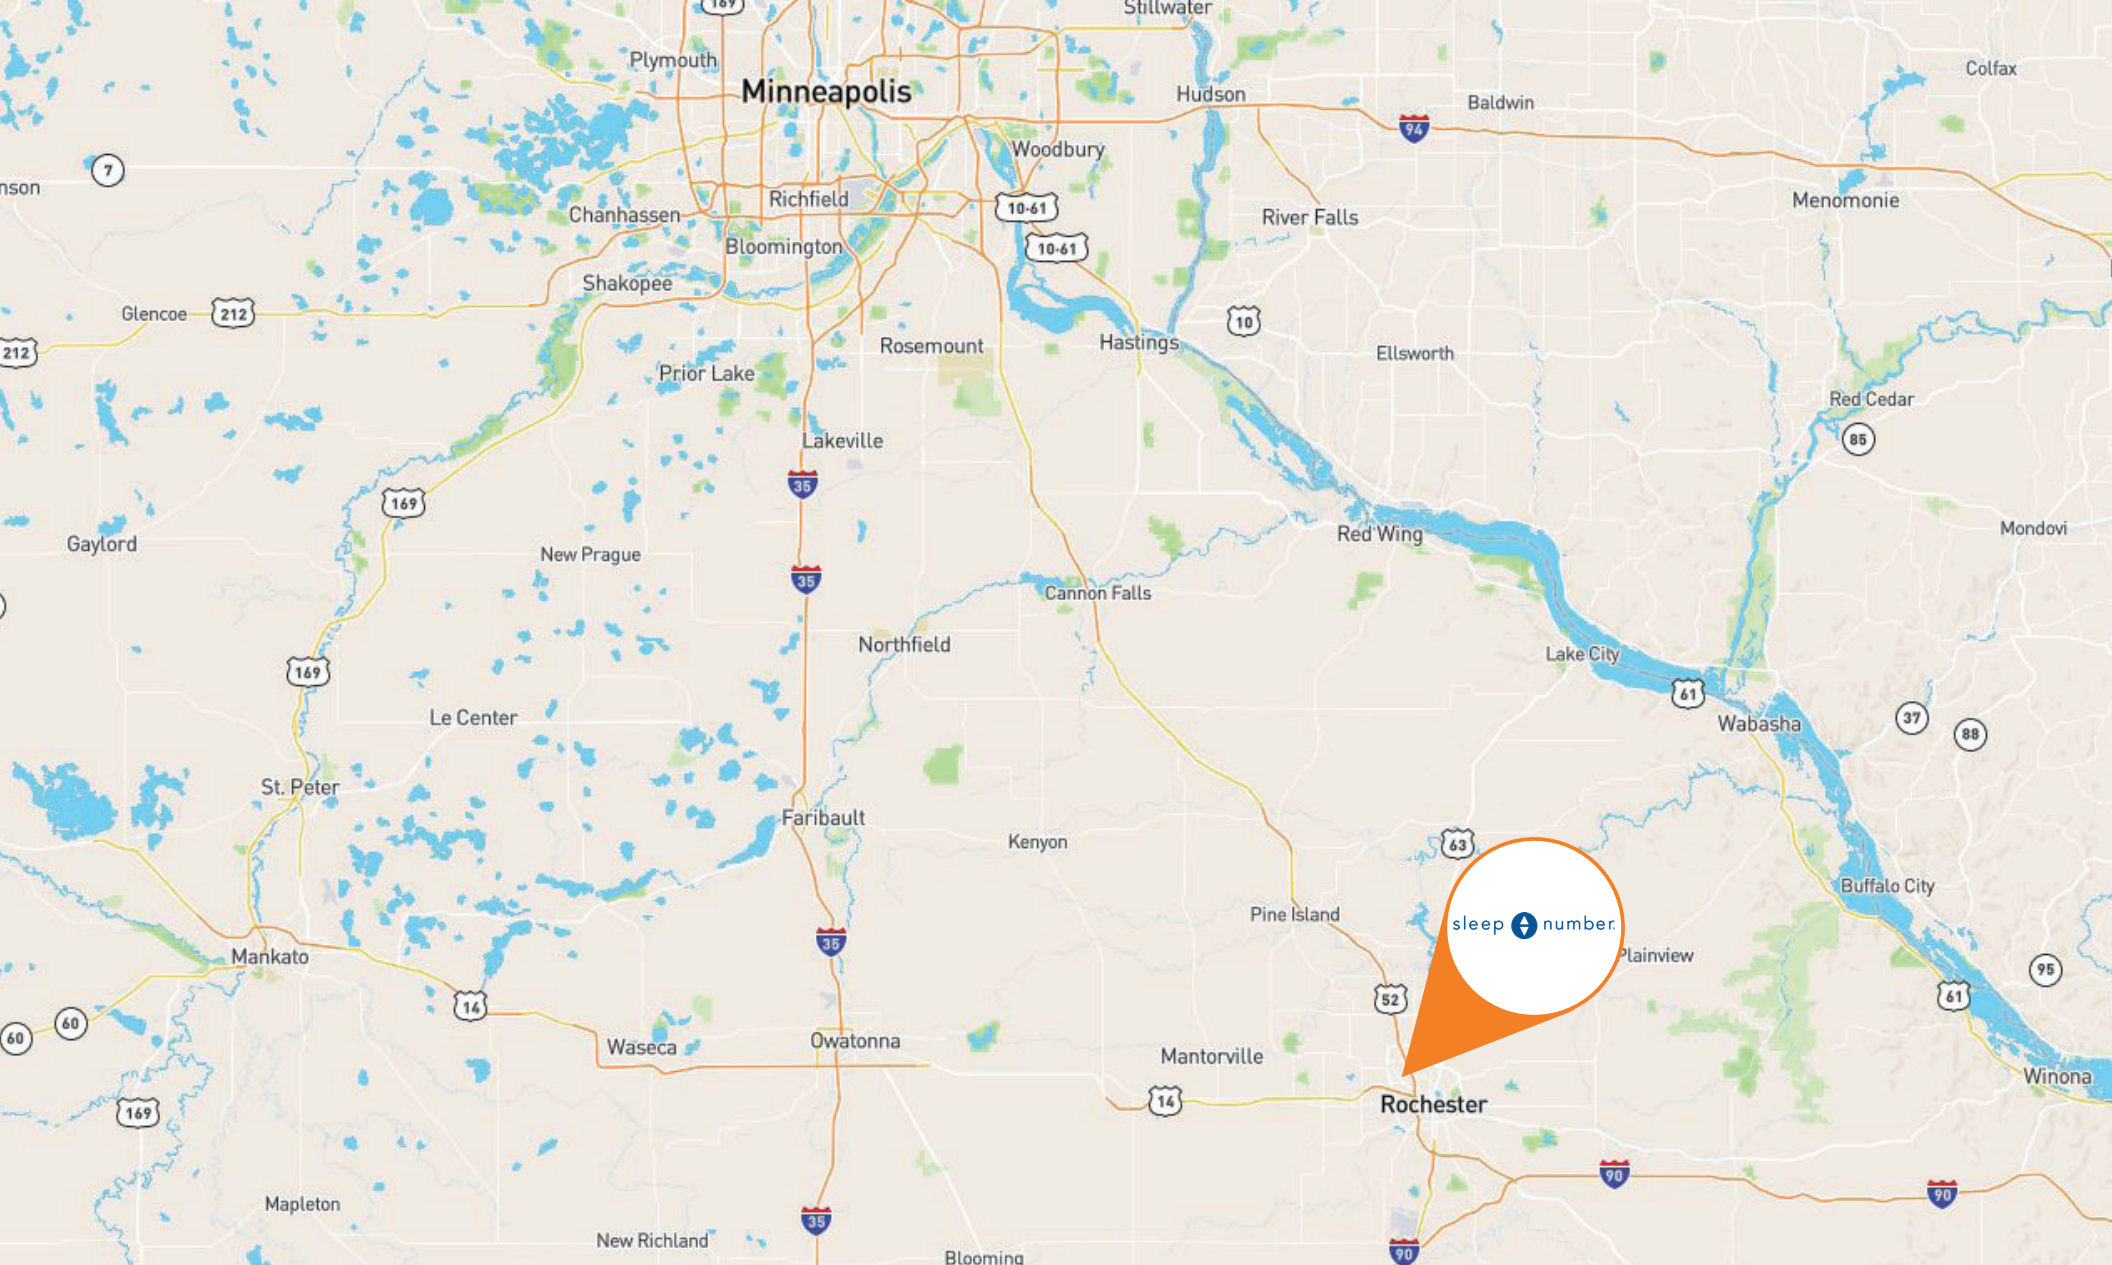 169
Stillwater
Plymouth
Colfax
Minneapolis
Hudson
Baldwin
94
Woodbury
7
nson
Richfield
10-61
Menomonie
Chanhassen
River Falls
Bloomington
10-61
Shakopee
Glencoe
212
10
212
Rosemount
Hastings
Ellsworth
Prior Lake
Red Cedar
Lakeville
85
35
169
Red Wing
Mondovi
Gaylord
New Prague
35
Cannon Falls
Northfield
Lake City
169
61
Le Center
37
Wabasha
88
St. Peter
Faribault
Kenyon
63
Buffalo City
Pine Island
sleep number
35
Mankato
Plainview
95
52
61
14
60
60
Waseca
Owatonna
Mantorville
Winona
14
Rochester
169
90
90
Mapleton
35
New Richland
90
Blooming